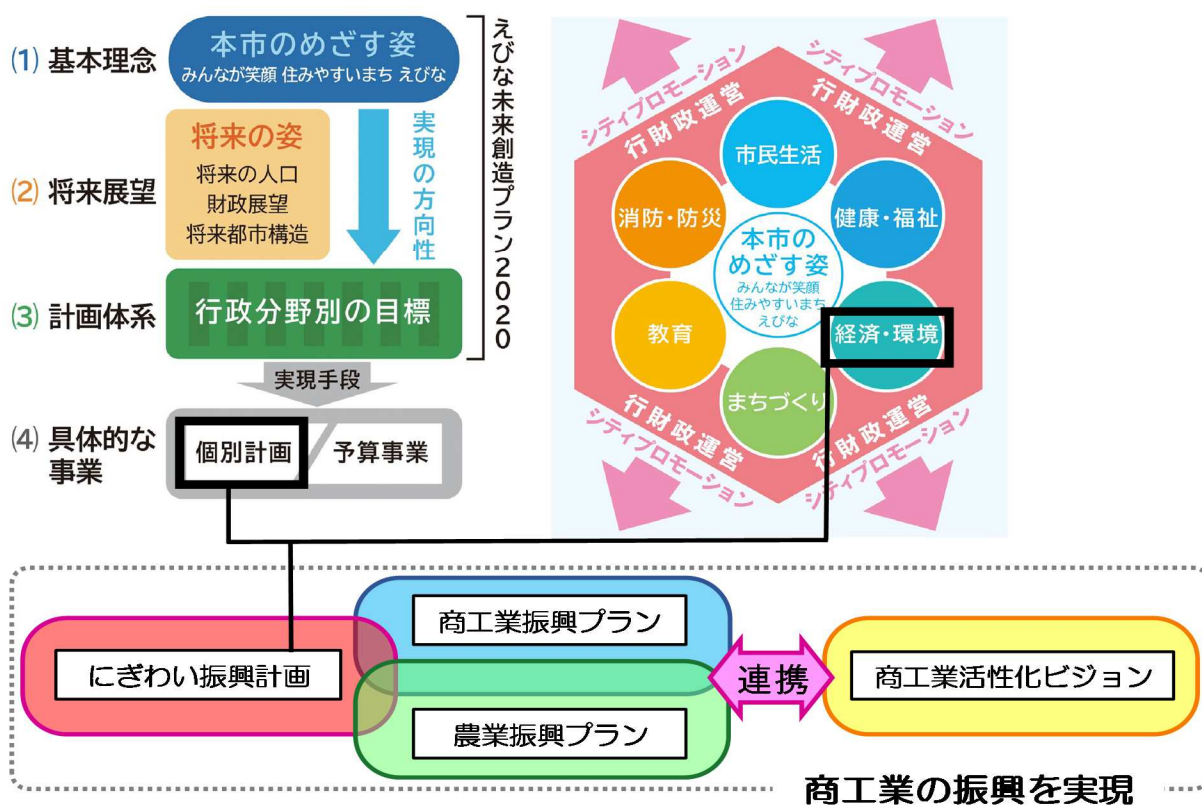 (1) 基本理念
本市のめざす姿
みんなが笑顔 住みやすいまち えびな
(2) 将来展望
将来の姿
将来の人口
財政展望
将来都市構造
実現の方向性
(3) 計画体系
行政分野別の目標
えびな未来創造プラン2020
実現手段
(4) 具体的な
事業
個別計画
予算事業
シティプロモーション
シティプロモーション
行財政運営
行財政運営
市民生活
消防・防災
健康・福祉
本市の
めざす姿
みんなが笑顔
住みやすいまち
えびな
教育
経済・環境
まちづくり
行財政運営
行財政運営
シティプロモーション
シティプロモーション
にぎわい振興計画
商工業振興プラン
農業振興プラン
連携
商工業活性化ビジョン
商工業の振興を実現